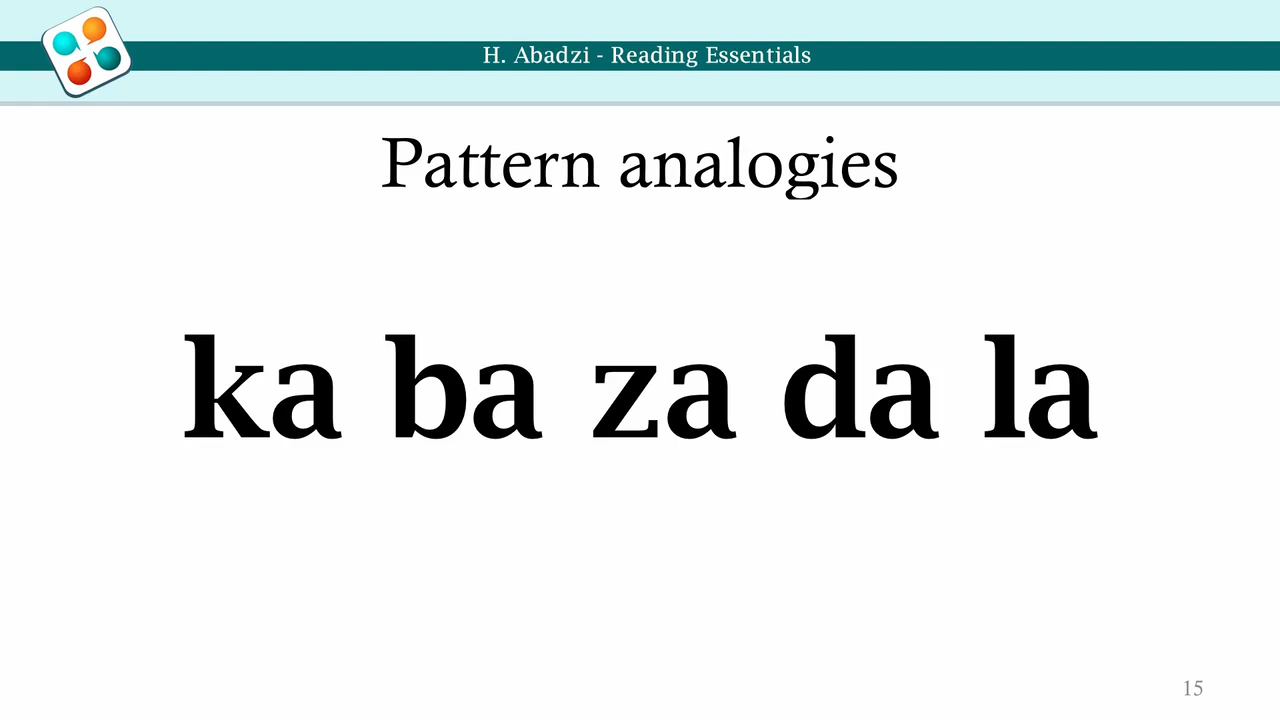 H. Abadzi - Reading Essentials
Pattern analogies
ka ba za da la
15